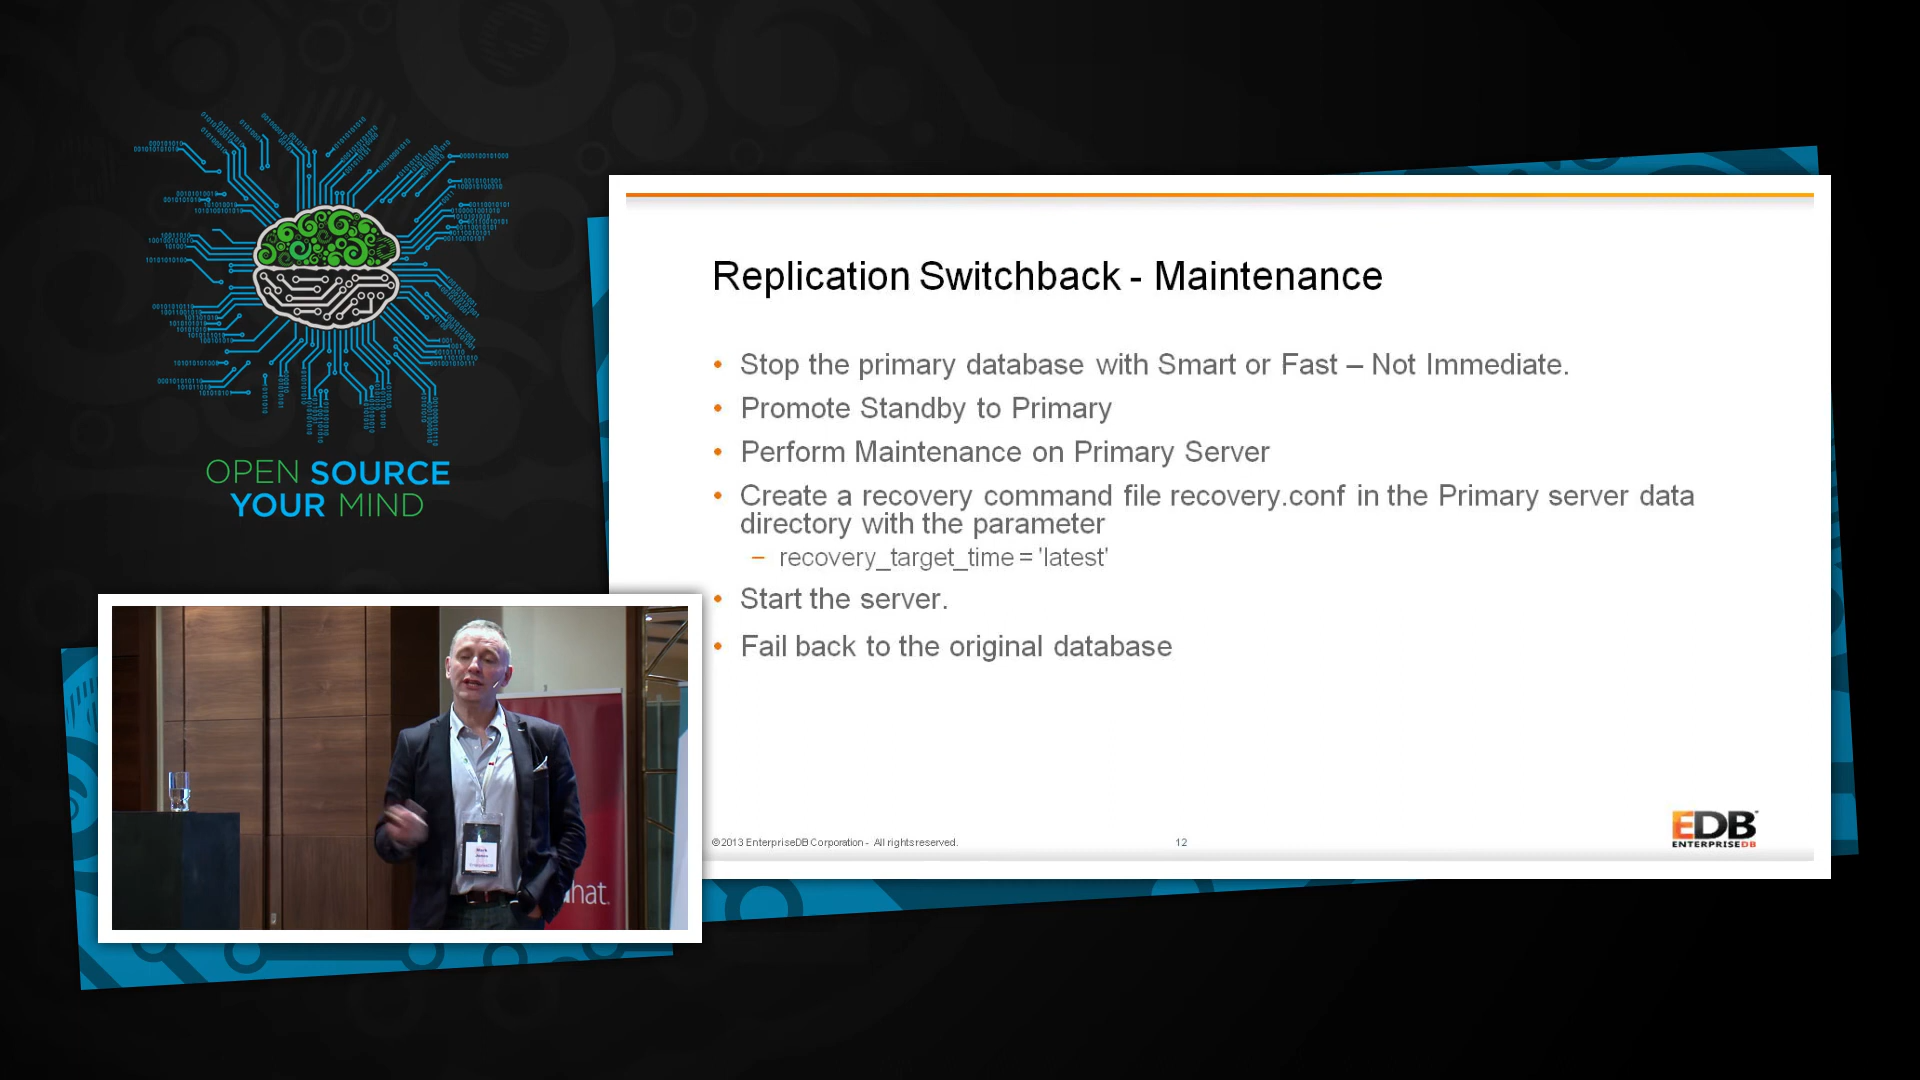 OPEN SOURCE
YOUR MIND
Replication Switchback - Maintenance
• Stop the primary database with Smart or Fast – Not Immediate.
• Promote Standby to Primary
• Perform Maintenance on Primary Server
• Create a recovery command file recovery.conf in the Primary server data
directory with the parameter
– recovery_target_time = 'latest'
• Start the server.
• Fail back to the original database
©2013 EnterpriseDB Corporation - All rights reserved.
12
EDB
ENTERPRISEDB
Mark
Jones
hat.